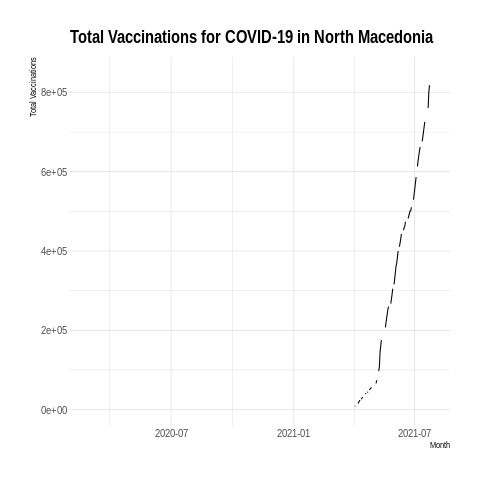 Total Vaccinations for COVID-19 in North Macedonia
Total Vaccinations
8e+05
6e+05
4e+05
2e+05
0e+00
2020-07
2021-01
2021-07
Month